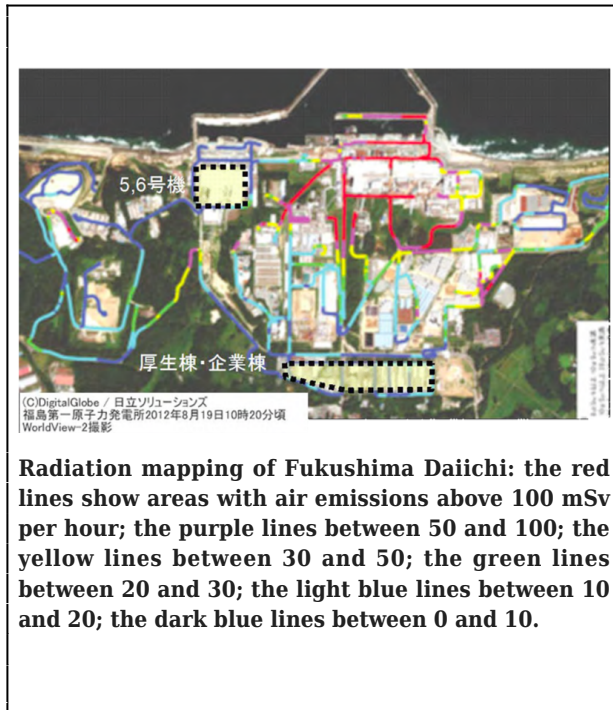 5,6号機
厚生棟・企業棟
(C)DigitalGlobe / 日立ソリューションズ
福島第一原子力発電所2012年8月19日10時20分頃
WorldView-2撮影
Radiation mapping of Fukushima Daiichi: the red
lines show areas with air emissions above 100 mSv
per hour; the purple lines between 50 and 100; the
yellow lines between 30 and 50; the green lines
between 20 and 30; the light blue lines between 10
and 20; the dark blue lines between 0 and 10.